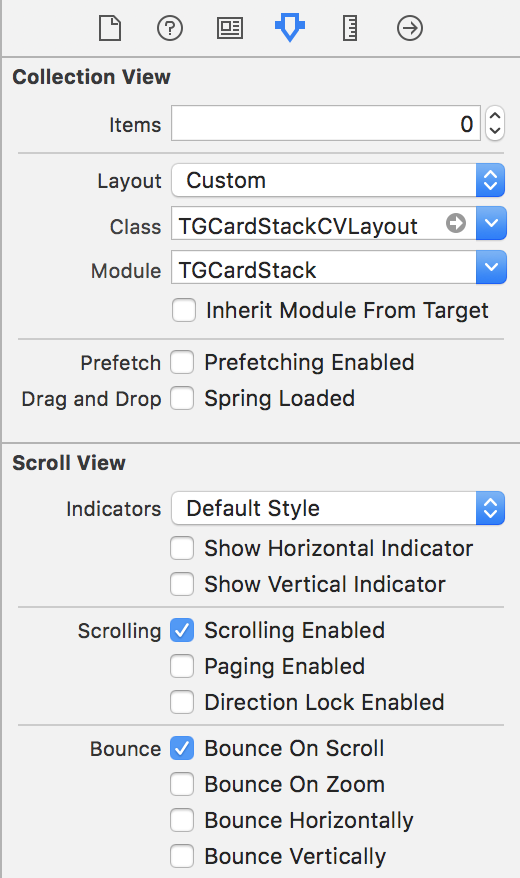 Collection View
Items 0
Layout Custom
Class TGCardStackCVLayout
Module TGCardStack
Inherit Module From Target
Prefetch Prefetching Enabled
Drag and Drop Spring Loaded
Scroll View
Indicators Default Style
Show Horizontal Indicator
Show Vertical Indicator
Scrolling Scrolling Enabled
Paging Enabled
Direction Lock Enabled
Bounce Bounce On Scroll
Bounce On Zoom
Bounce Horizontally
Bounce Vertically